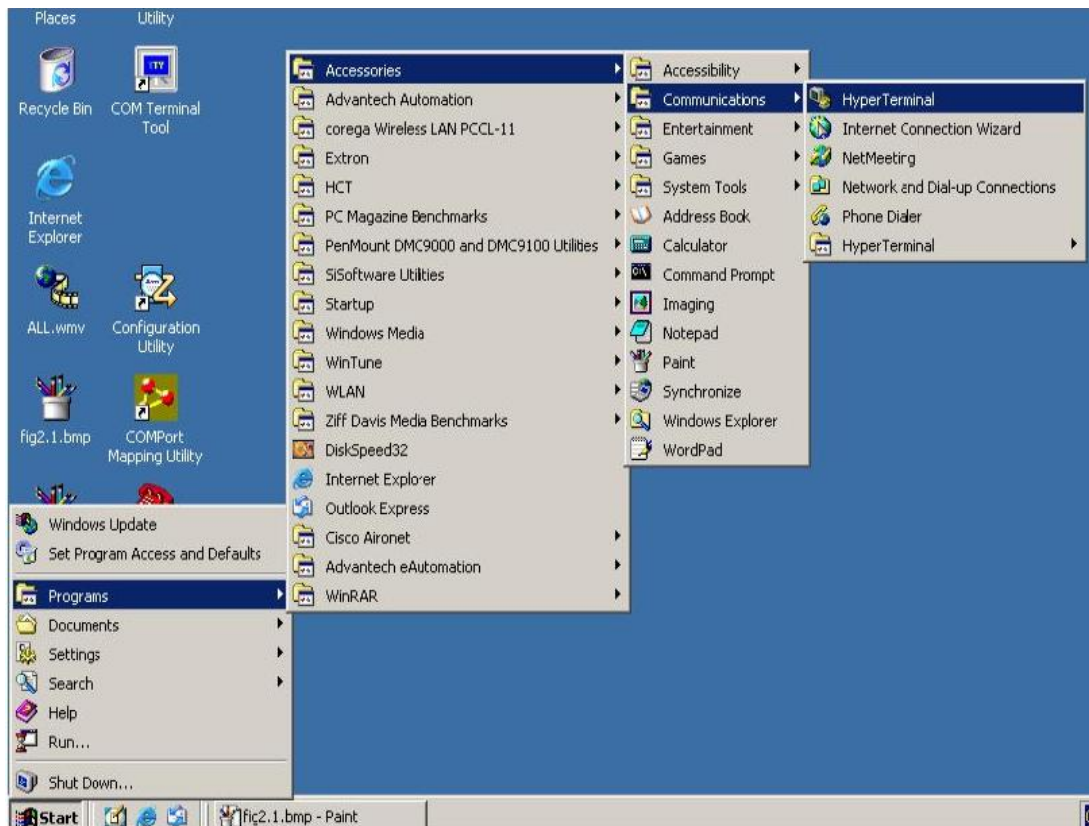 Places
Utility
Recycle Bin
COM Terminal
Tool
Internet
Explorer
ALL.wmv
Configuration
Utility
fig2.1.bmp
COMPort
Mapping Utility
Windows Update
Set Program Access and Defaults
Programs
Documents
Settings
Search
Help
Run...
Shut Down...
Accessories
Advantech Automation
corega Wireless LAN PCCL-11
Extron
HCT
PC Magazine Benchmarks
PenMount DMC9000 and DMC9100 Utilities
SiSoftware Utilities
Startup
Windows Media
WinTune
WLAN
Ziff Davis Media Benchmarks
DiskSpeed32
Internet Explorer
Outlook Express
Cisco Aironet
Advantech eAutomation
WinRAR
Accessibility
Communications
Entertainment
Games
System Tools
Address Book
Calculator
Command Prompt
Imaging
Notepad
Paint
Synchronize
Windows Explorer
WordPad
HyperTerminal
Internet Connection Wizard
NetMeeting
Network and Dial-up Connections
Phone Dialer
HyperTerminal
Start
fig2.1.bmp - Paint